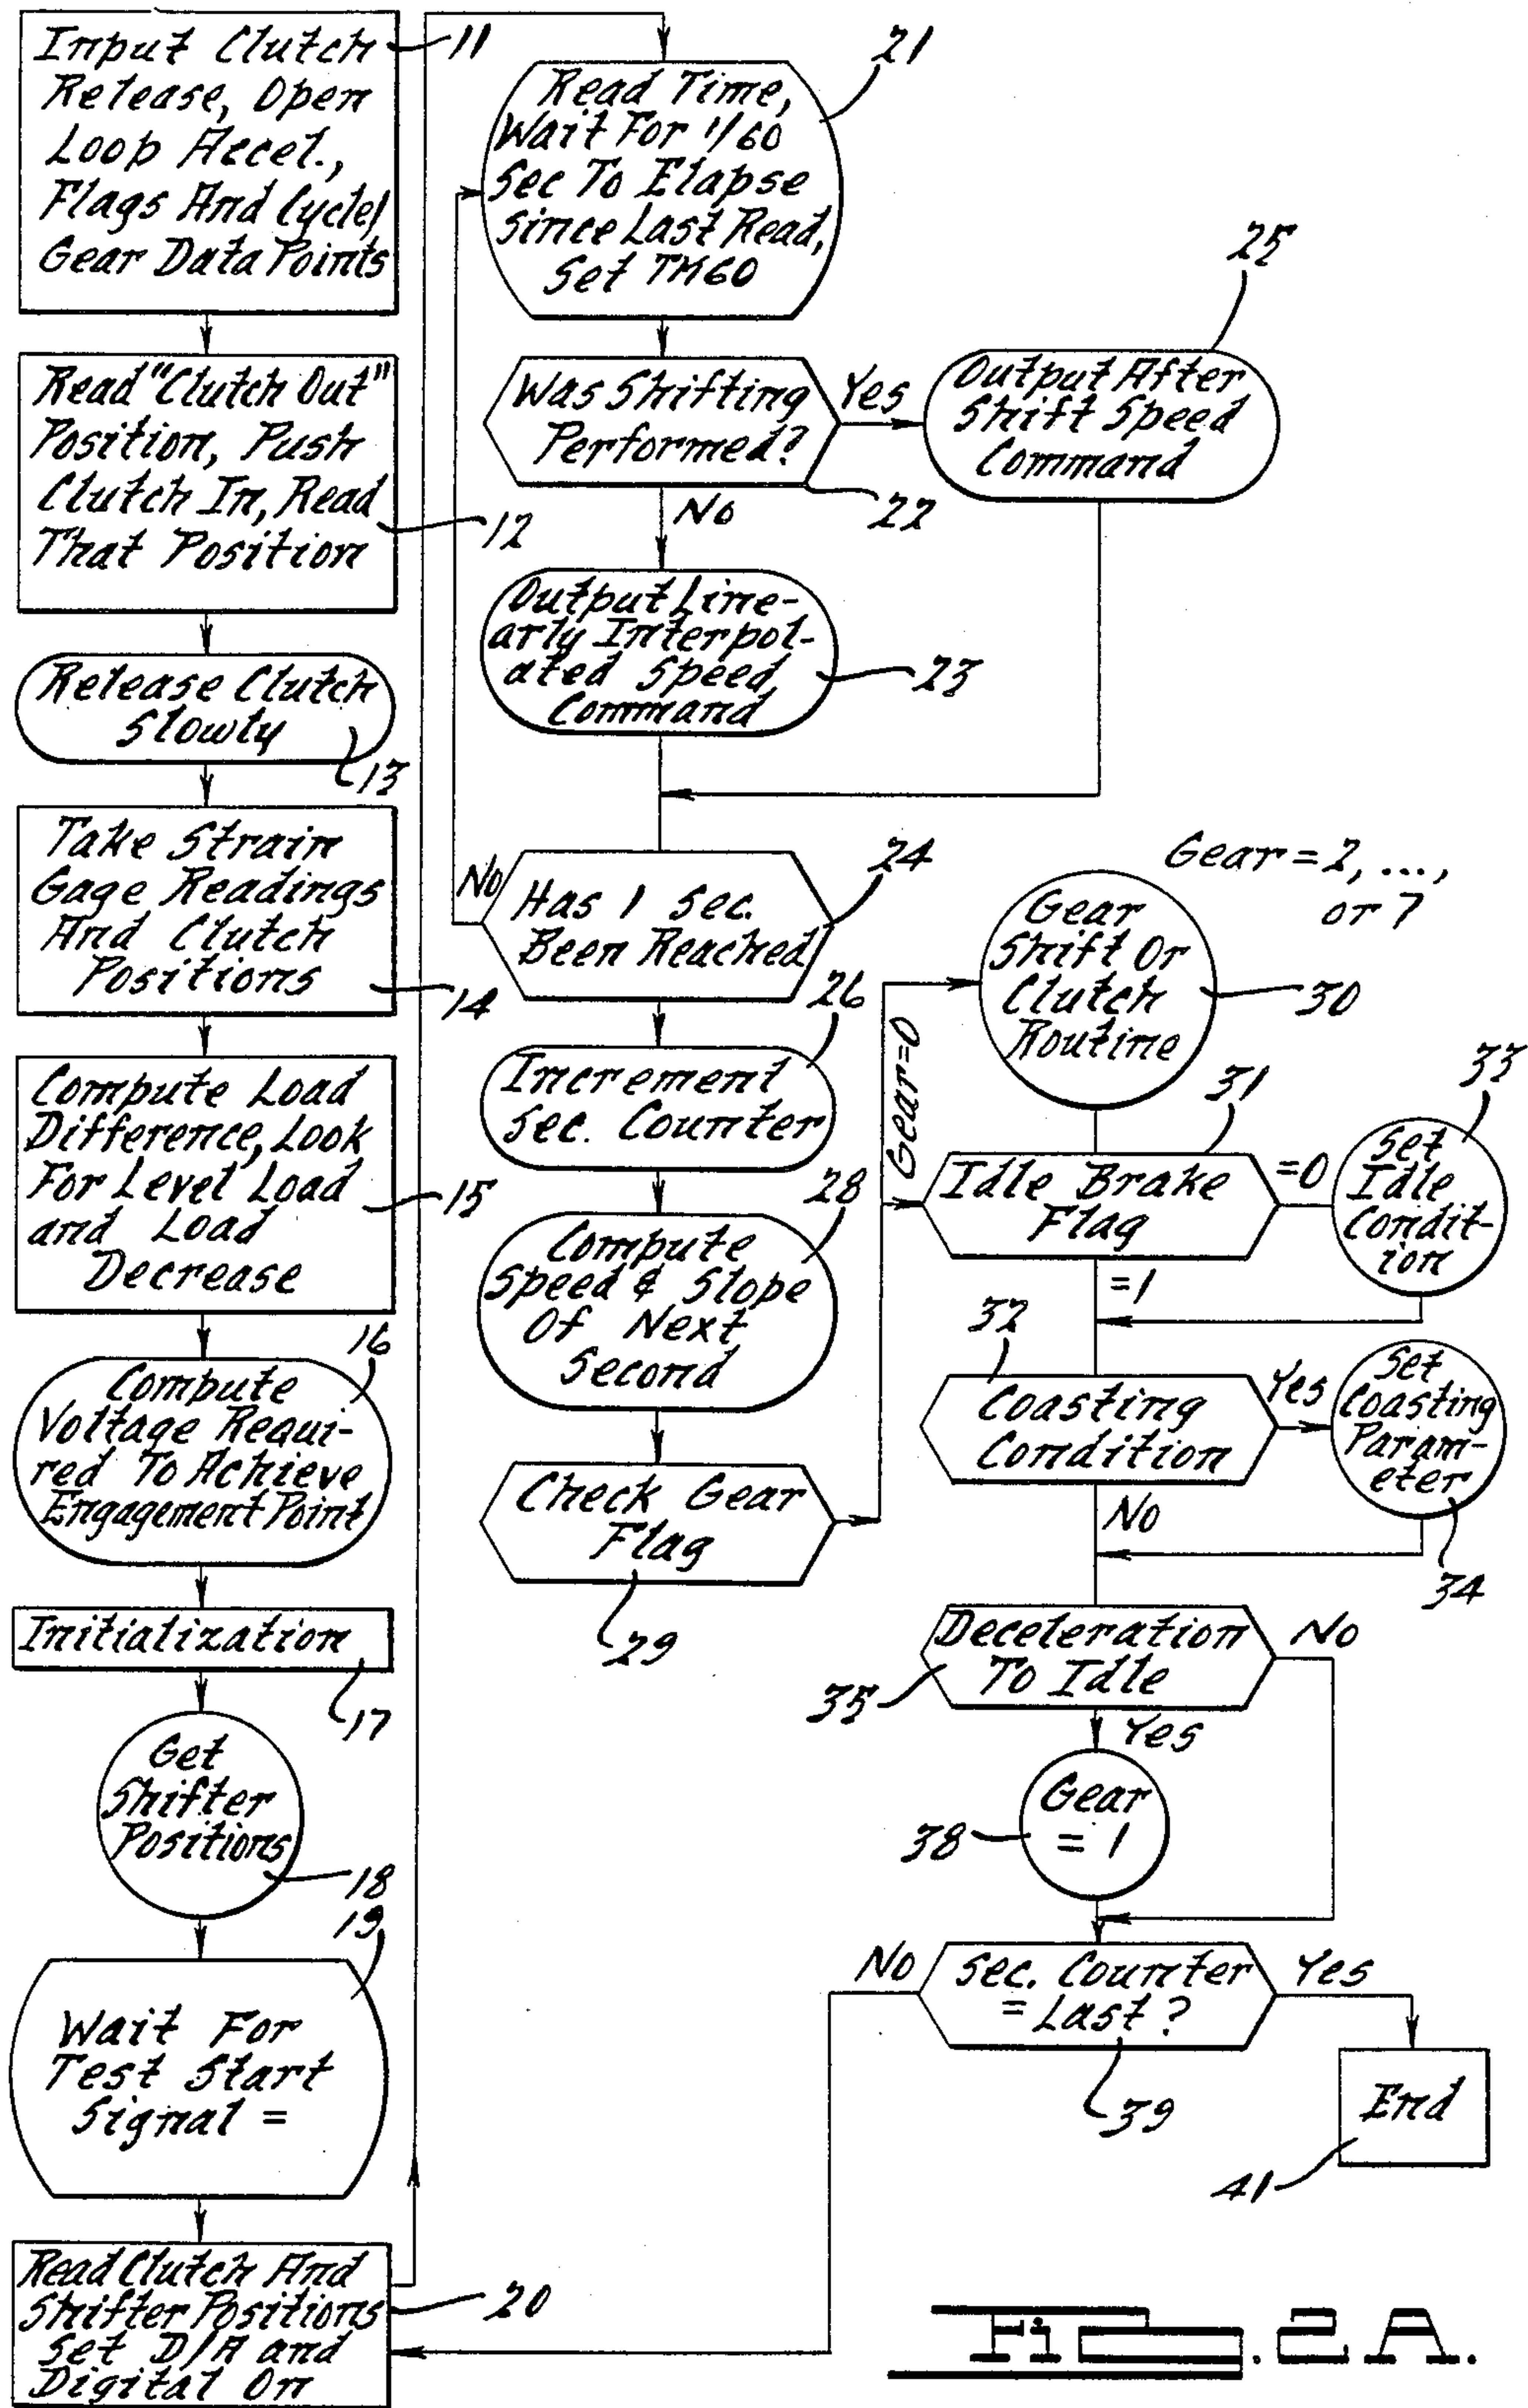 Input Clutch
Release, Open
Loop Accel.,
Flags And Cycle,
Gear Data Points
11
Read "Clutch Out"
Position, Push
Clutch In, Read
That Position
12
Release Clutch
Slowly
13
Take Strain
Gage Readings
And Clutch
Positions
14
Compute Load
Difference, Look
For Level Load
and Load
Decrease
15
16
Compute
Voltage Requi-
red To Achieve
Engagement Point
Initialization
17
Get
Shifter
Positions
18
19
Wait For
Test Start
Signal =
Read Clutch And
Shifter Positions
Set D/A and
Digital On
20
21
Read Time,
Wait For 1/60
Sec To Elapse
Since Last Read,
Set TM60
Was Shifting
Performed?
22
Yes
No
25
Output After
Shift Speed
Command
Output Line-
arly Interpol-
ated Speed
Command
23
24
No
Has 1 Sec.
Been Reached
26
Increment
Sec. Counter
28
Compute
Speed & Slope
Of Next
Second
Check Gear
Flag
29
Gear=0
Gear = 2, ...,
or 7
Gear
Shift Or
Clutch
Routine
30
31
Idle Brake
Flag
=0
=1
33
Set
Idle
Condit-
ion
32
Coasting
Condition
Yes
No
Set
Coasting
Param-
eter
34
Deceleration
To Idle
35
No
Yes
Gear
= 1
38
No
Sec. Counter
= Last?
Yes
39
End
41
FIG. 2A.